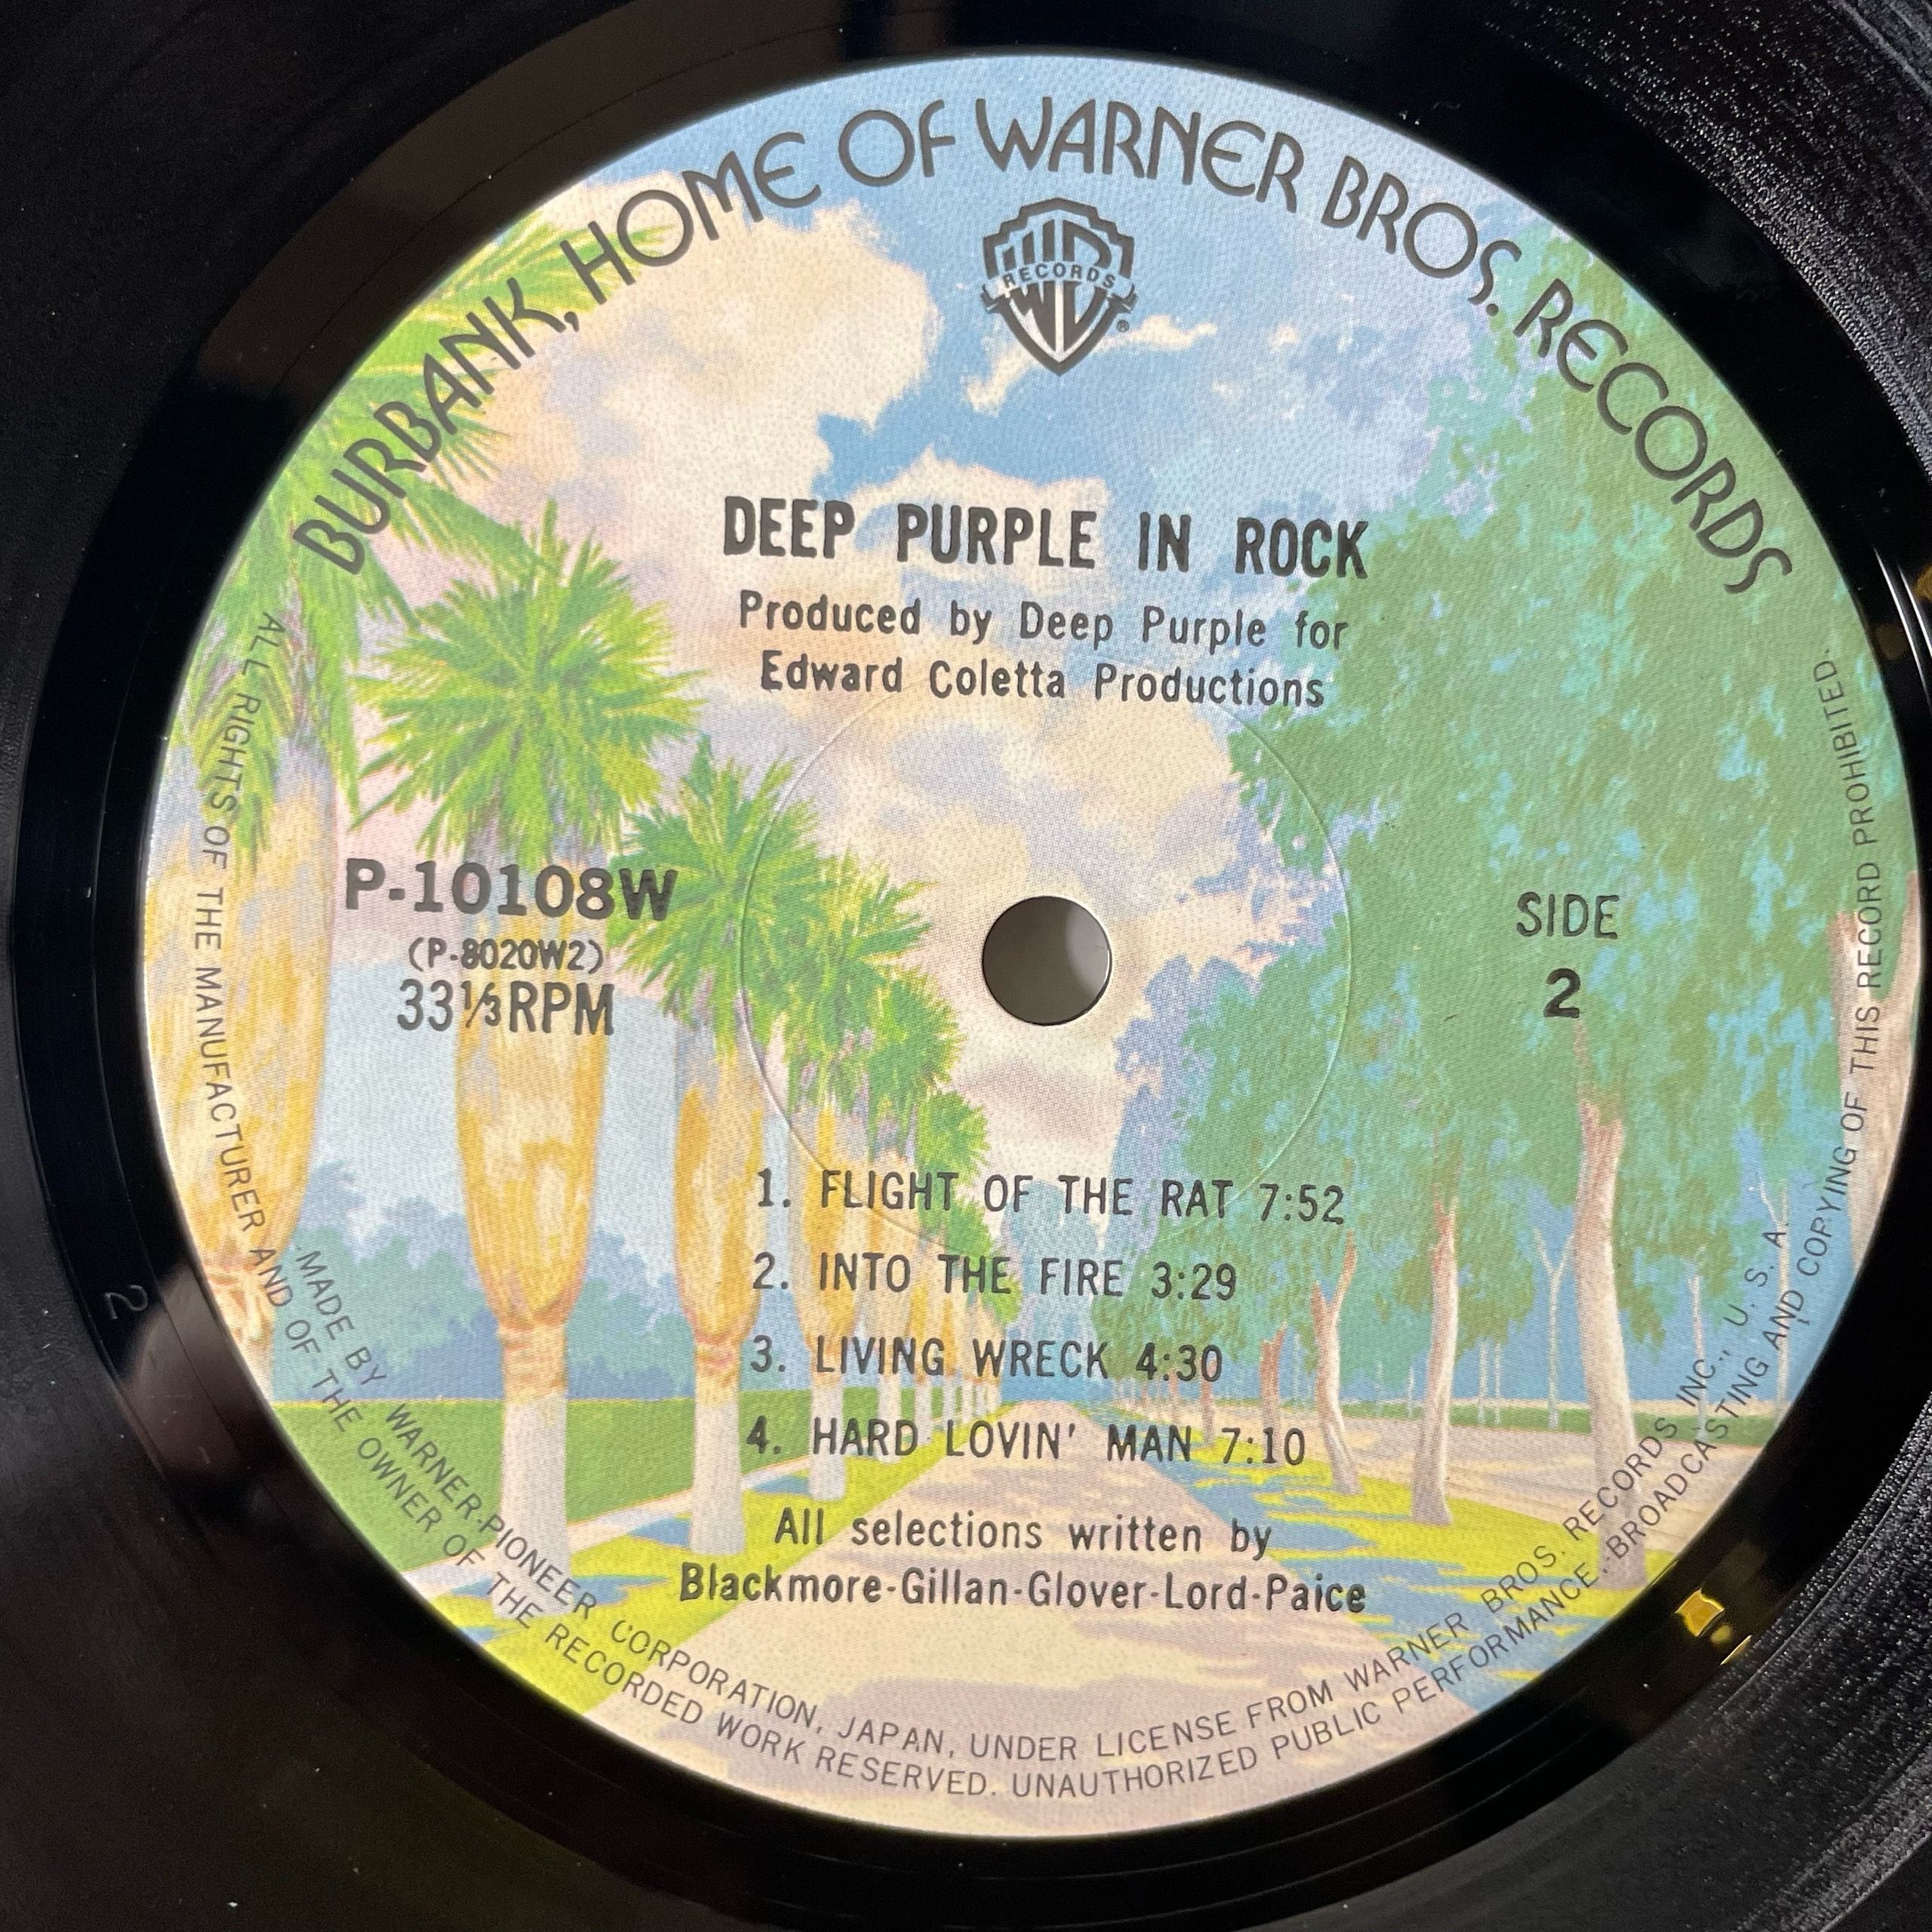 BURBANK, HOME OF WARNER BROS. RECORDS
WB
RECORDS
®
DEEP PURPLE IN ROCK
Produced by Deep Purple for
Edward Coletta Productions
P-10108W
(P-8020W2)
33⅓RPM
SIDE
2
1. FLIGHT OF THE RAT 7:52
2. INTO THE FIRE 3:29
3. LIVING WRECK 4:30
4. HARD LOVIN' MAN 7:10
All selections written by
Blackmore-Gillan-Glover-Lord-Paice
MADE BY WARNER-PIONEER CORPORATION, JAPAN, UNDER LICENSE FROM WARNER BROS. RECORDS INC., U. S. A.
ALL RIGHTS OF THE MANUFACTURER AND OF THE OWNER OF THE RECORDED WORK RESERVED. UNAUTHORIZED PUBLIC PERFORMANCE. BROADCASTING AND COPYING OF THIS RECORD PROHIBITED.
2